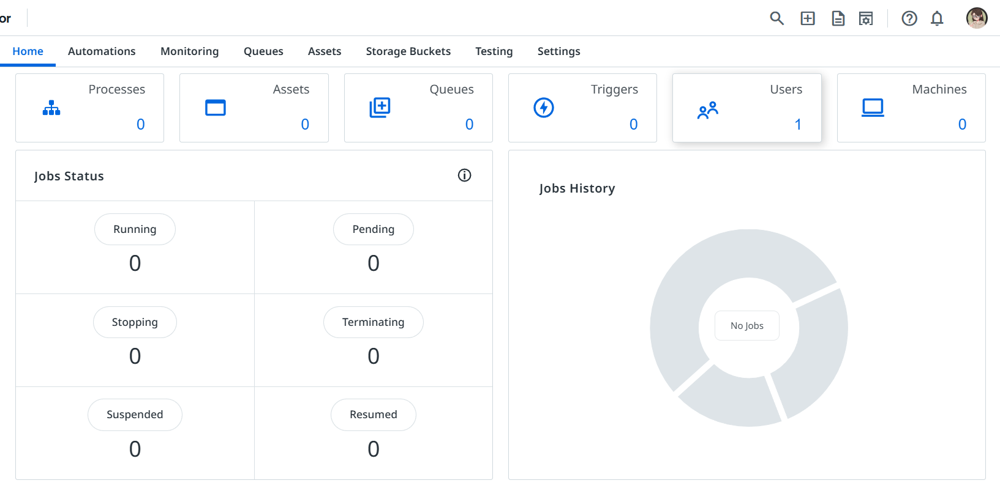 or
Home Automations Monitoring Queues Assets Storage Buckets Testing Settings
Processes
0
Assets
0
Queues
0
Triggers
0
Users
1
Machines
0
Jobs Status
Running
0
Pending
0
Stopping
0
Terminating
0
Suspended
0
Resumed
0
Jobs History
No Jobs